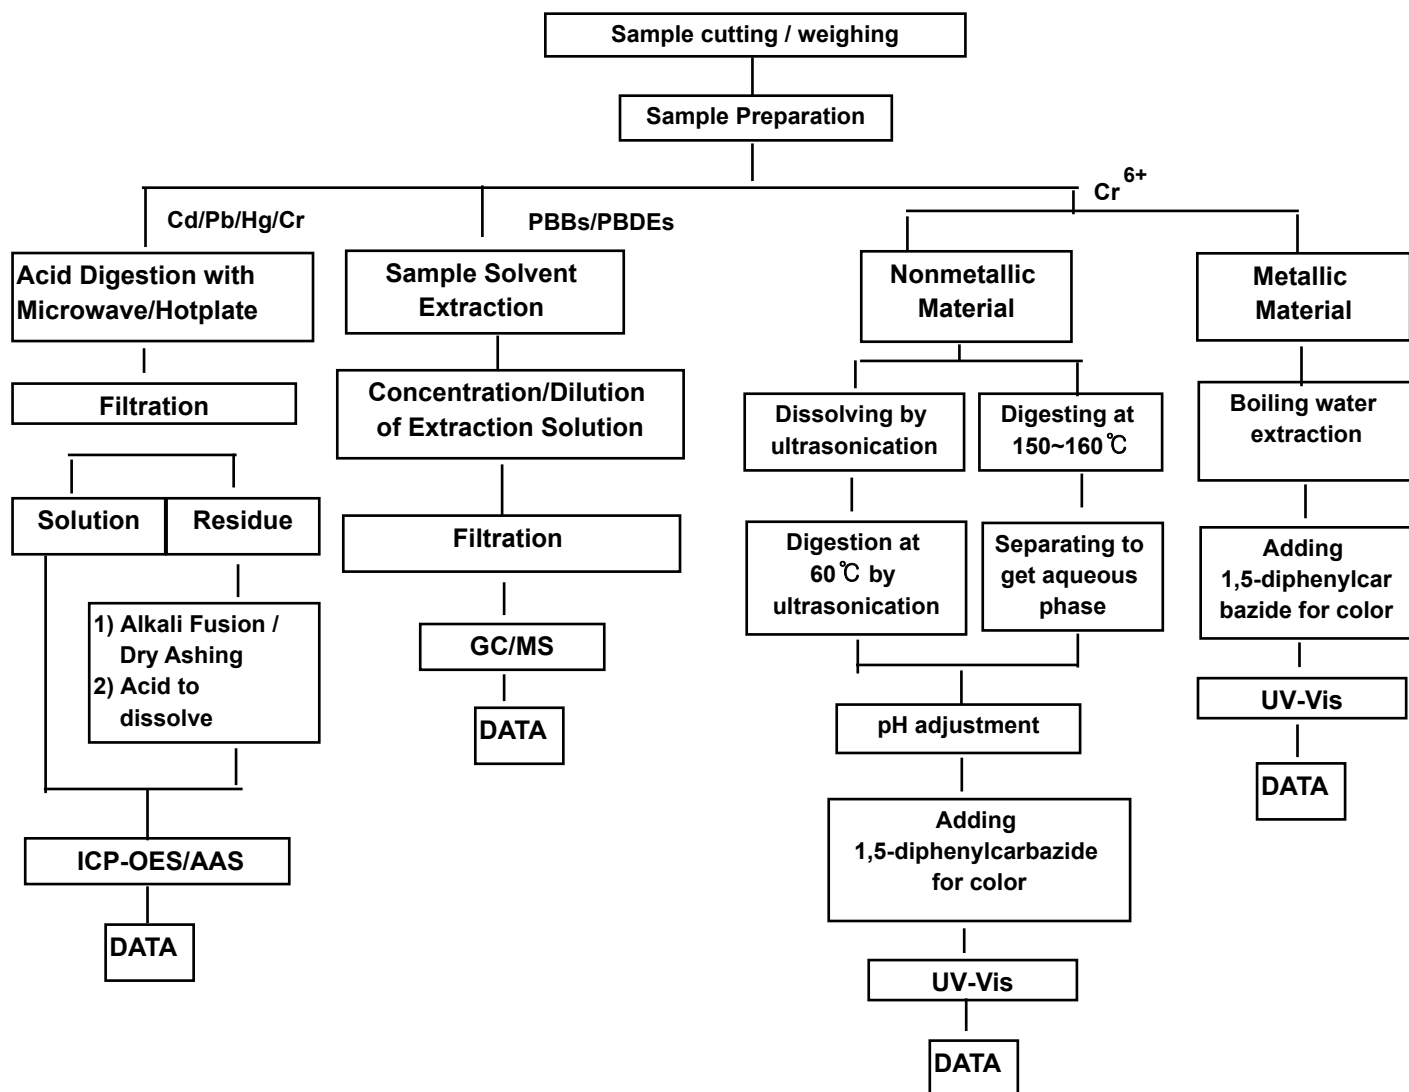 Sample cutting / weighing
Sample Preparation
Cr 6+
Cd/Pb/Hg/Cr
PBBs/PBDEs
Acid Digestion with
Microwave/Hotplate
Sample Solvent
Extraction
Nonmetallic
Material
Metallic
Material
Filtration
Concentration/Dilution
of Extraction Solution
Dissolving by
ultrasonication
Digesting at
150~160℃
Boiling water
extraction
Solution
Residue
Filtration
Digestion at
60℃ by
ultrasonication
Separating to
get aqueous
phase
Adding
1,5-diphenylcar
bazide for color
1) Alkali Fusion /
Dry Ashing
2) Acid to
dissolve
GC/MS
DATA
pH adjustment
UV-Vis
DATA
Adding
1,5-diphenylcarbazide
for color
ICP-OES/AAS
DATA
UV-Vis
DATA